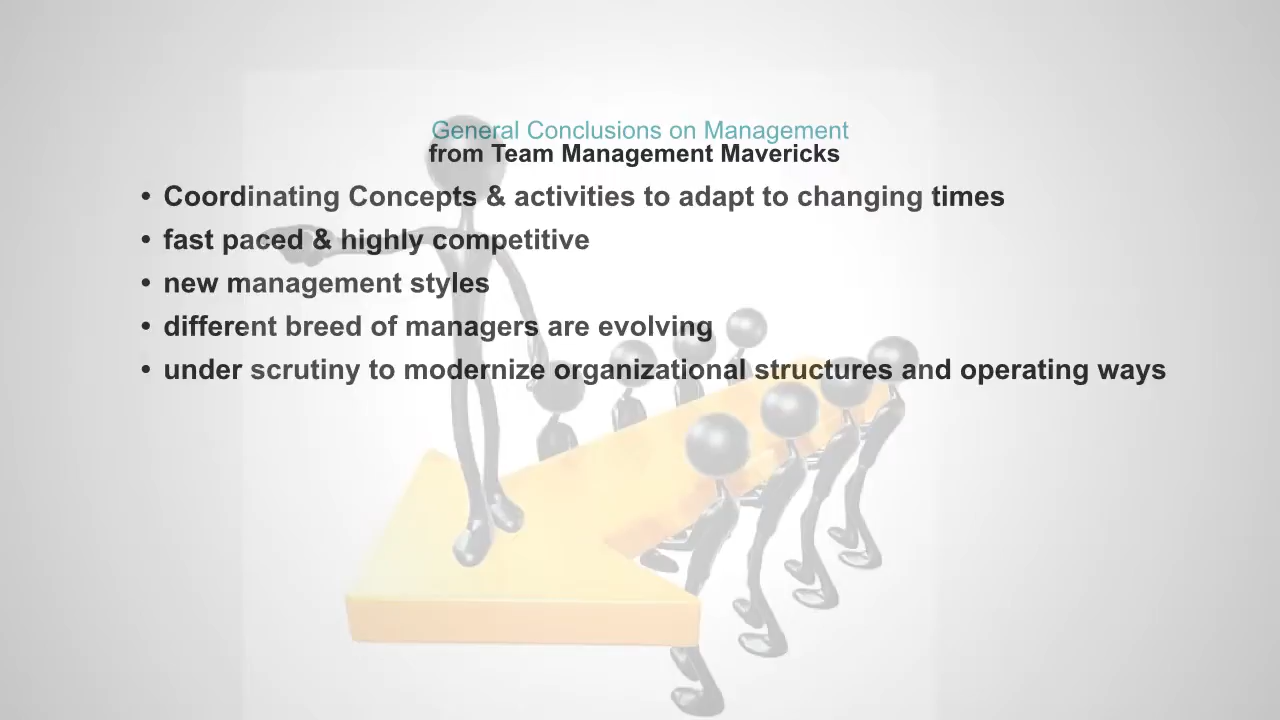 General Conclusions on Management
from Team Management Mavericks
• Coordinating Concepts & activities to adapt to changing times
• fast paced & highly competitive
• new management styles
• different breed of managers are evolving
• under scrutiny to modernize organizational structures and operating ways